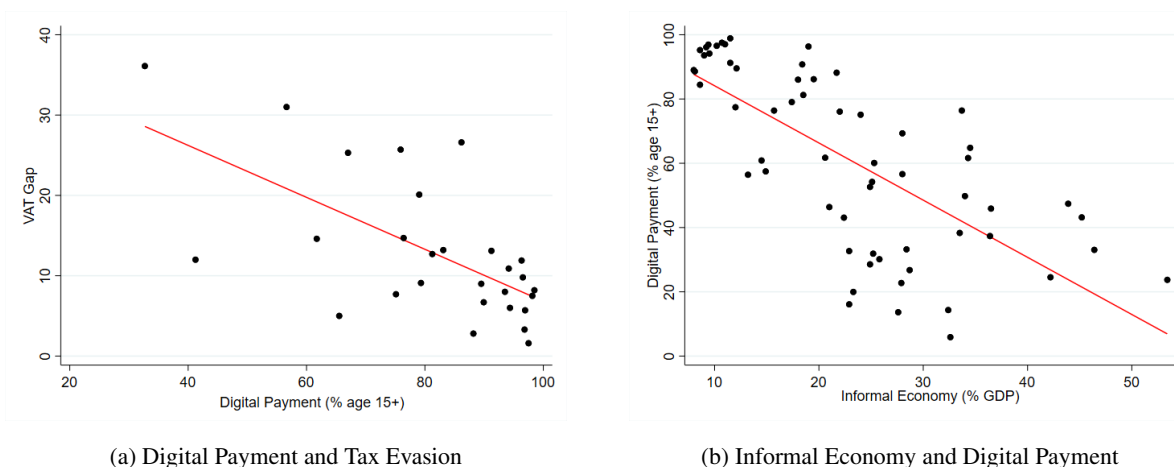 VAT Gap
40
30
20
10
0
20 40 60 80 100
Digital Payment (% age 15+)
(a) Digital Payment and Tax Evasion
Digital Payment (% age 15+)
100
80
60
40
20
0
10 20 30 40 50
Informal Economy (% GDP)
(b) Informal Economy and Digital Payment